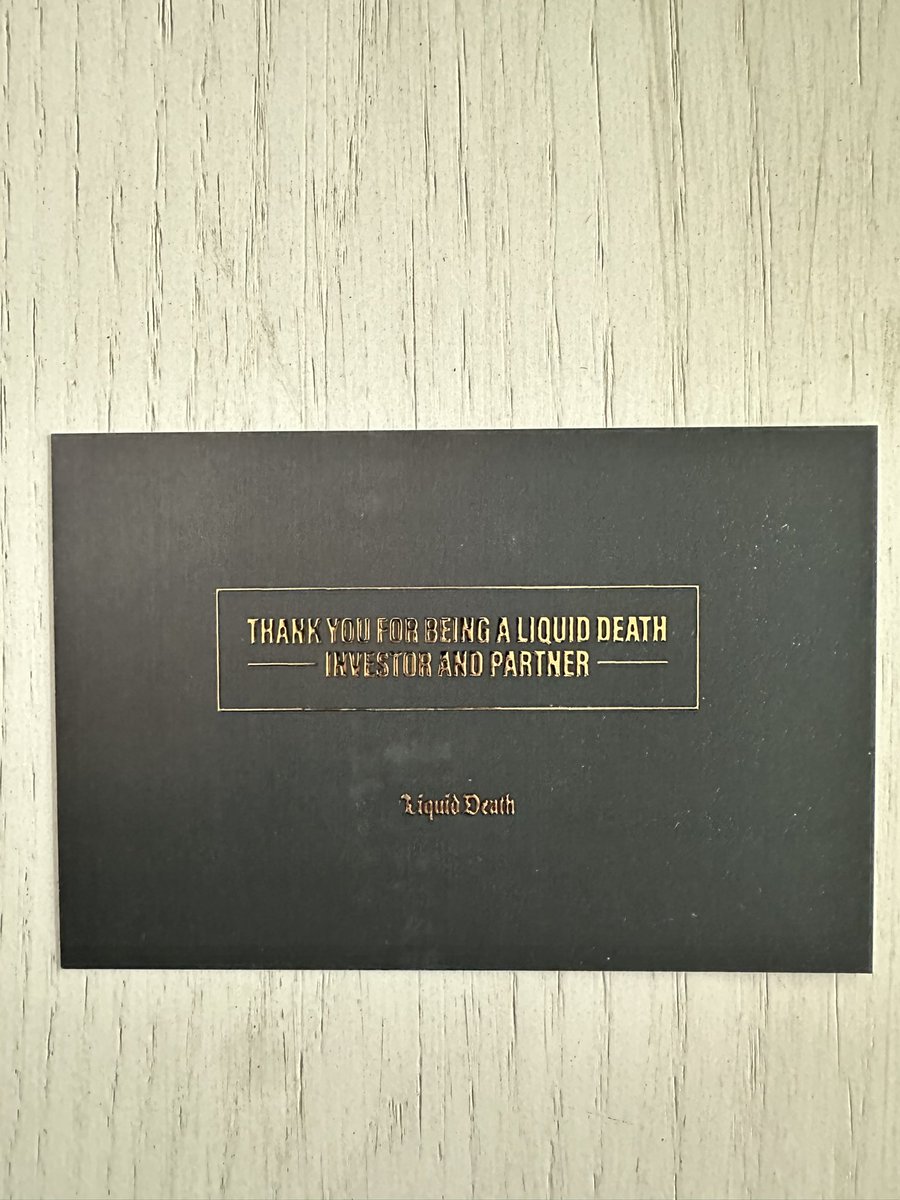 THANK YOU FOR BEING A LIQUID DEATH
INVESTOR AND PARTNER
Liquid Death